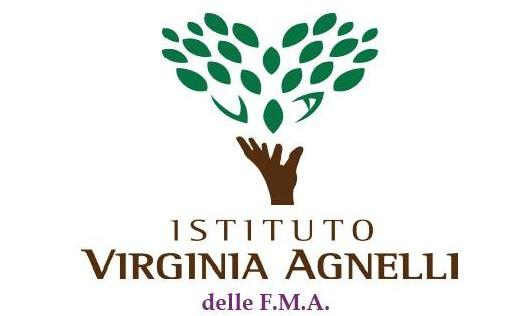 ISTITUTO
VIRGINIA AGNELLI
delle F.M.A.